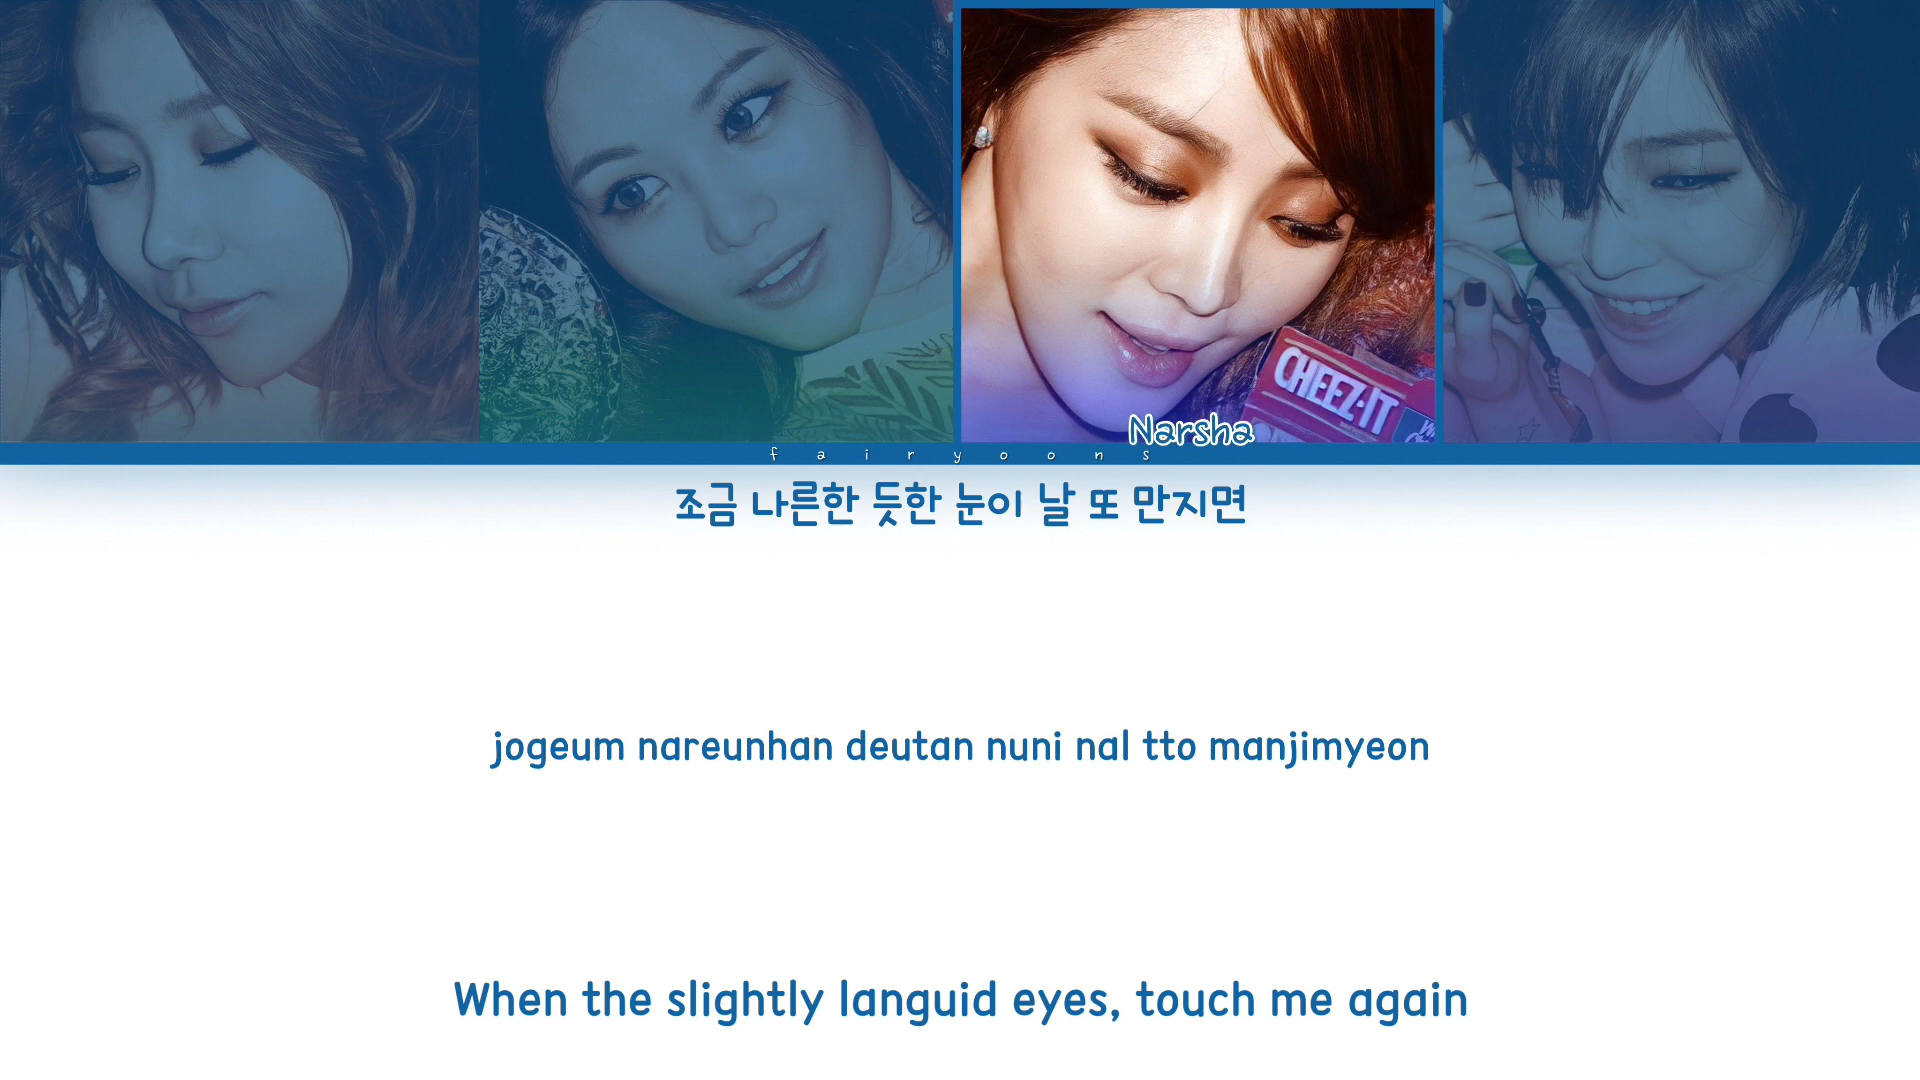 CHEEZ-IT
Narsha
fairyoons
조금 나른한 듯한 눈이 날 또 만지면
jogeum nareunhan deutan nuni nal tto manjimyeon
When the slightly languid eyes, touch me again